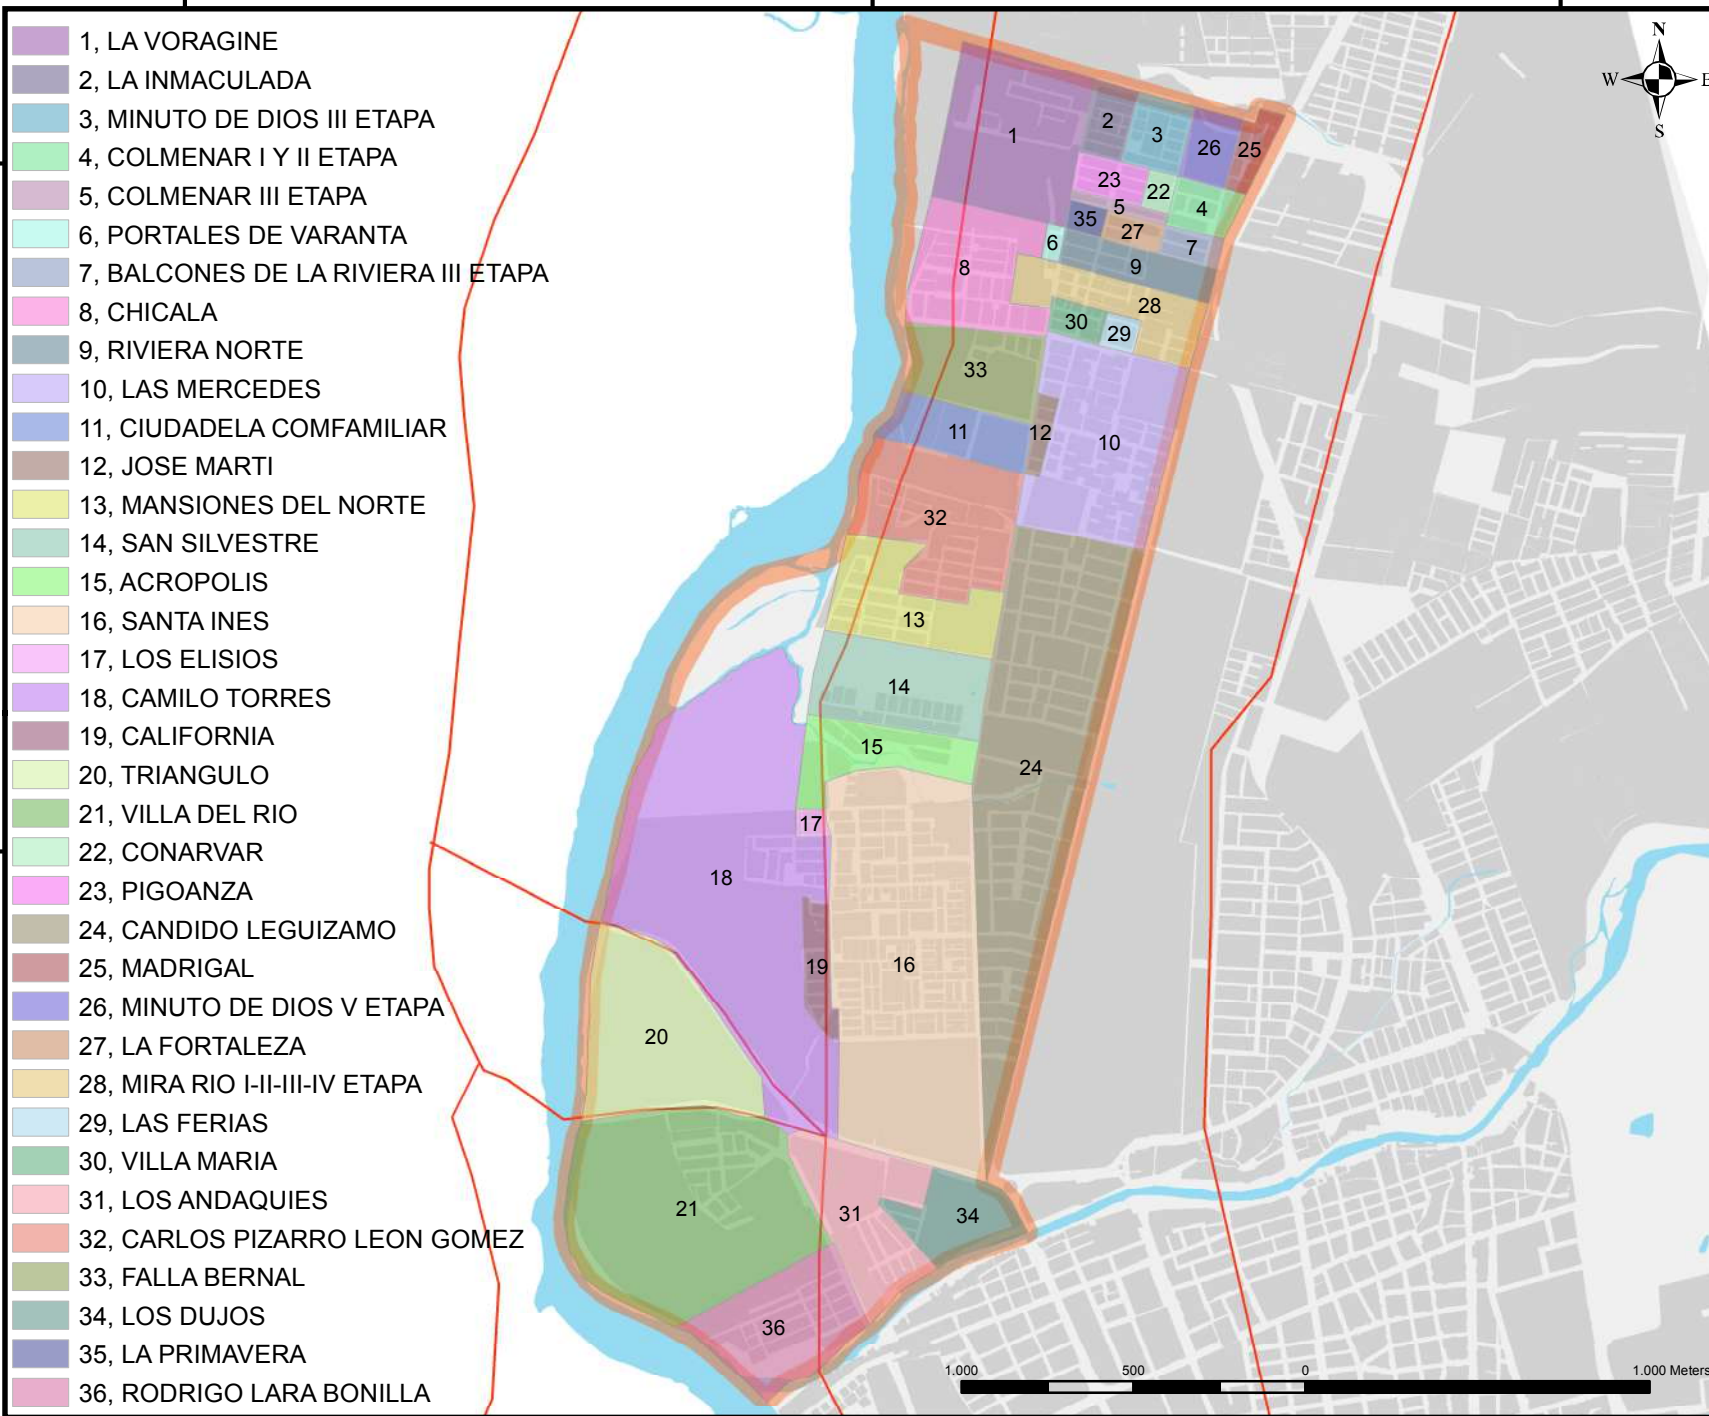 1, LA VORAGINE
2, LA INMACULADA
3, MINUTO DE DIOS III ETAPA
4, COLMENAR I Y II ETAPA
5, COLMENAR III ETAPA
6, PORTALES DE VARANTA
7, BALCONES DE LA RIVIERA III ETAPA
8, CHICALA
9, RIVIERA NORTE
10, LAS MERCEDES
11, CIUDADELA COMFAMILIAR
12, JOSE MARTI
13, MANSIONES DEL NORTE
14, SAN SILVESTRE
15, ACROPOLIS
16, SANTA INES
17, LOS ELISIOS
18, CAMILO TORRES
19, CALIFORNIA
20, TRIANGULO
21, VILLA DEL RIO
22, CONARVAR
23, PIGOANZA
24, CANDIDO LEGUIZAMO
25, MADRIGAL
26, MINUTO DE DIOS V ETAPA
27, LA FORTALEZA
28, MIRA RIO I-II-III-IV ETAPA
29, LAS FERIAS
30, VILLA MARIA
31, LOS ANDAQUIES
32, CARLOS PIZARRO LEON GOMEZ
33, FALLA BERNAL
34, LOS DUJOS
35, LA PRIMAVERA
36, RODRIGO LARA BONILLA
N
W E
S
1 2 3 26 25
23 22
5 4
35 27
6 7
8 9
28
30 29
33
11 12 10
32
13
14
15
24
17
18
19 16
20
21 31 34
36
1.000 500 0 1.000 Meters